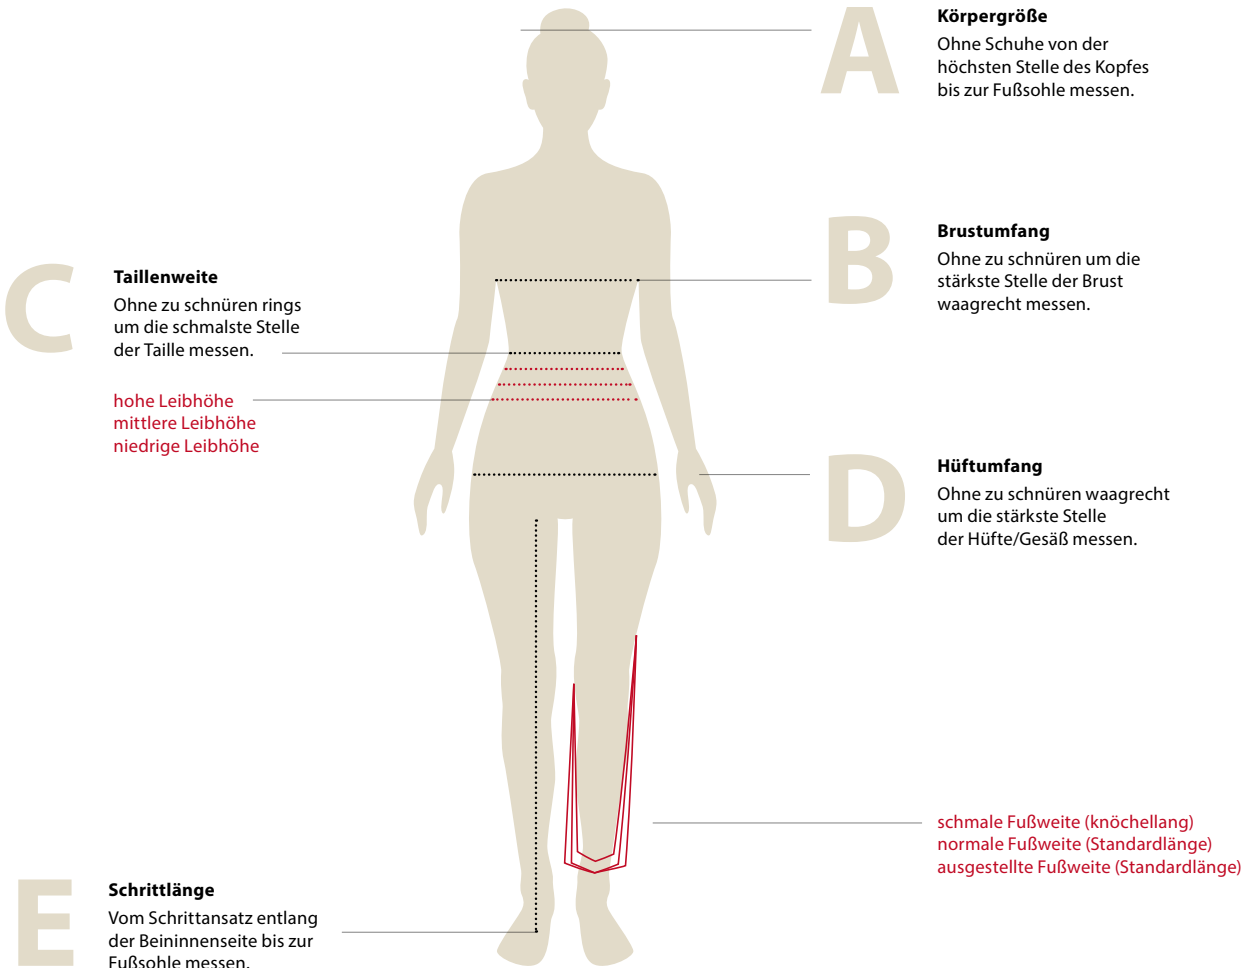 A
Körpergröße
Ohne Schuhe von der
höchsten Stelle des Kopfes
bis zur Fußsohle messen.
B
Brustumfang
Ohne zu schnüren um die
stärkste Stelle der Brust
waagrecht messen.
C
Taillenweite
Ohne zu schnüren rings
um die schmalste Stelle
der Taille messen.
hohe Leibhöhe
mittlere Leibhöhe
niedrige Leibhöhe
D
Hüftumfang
Ohne zu schnüren waagrecht
um die stärkste Stelle
der Hüfte/Gesäß messen.
schmale Fußweite (knöchellang)
normale Fußweite (Standardlänge)
ausgestellte Fußweite (Standardlänge)
E
Schrittlänge
Vom Schrittansatz entlang
der Beininnenseite bis zur
Fußsohle messen.